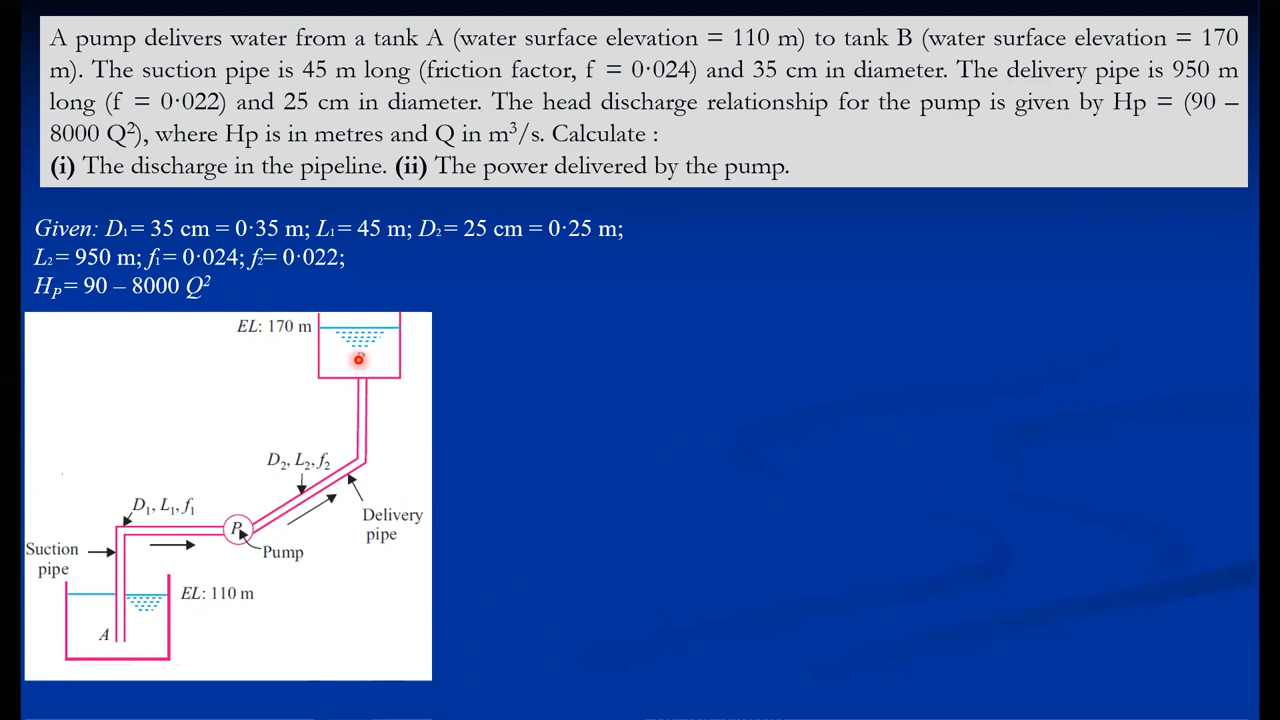 A pump delivers water from a tank A (water surface elevation = 110 m) to tank B (water surface elevation = 170
m). The suction pipe is 45 m long (friction factor, f = 0·024) and 35 cm in diameter. The delivery pipe is 950 m
long (f = 0·022) and 25 cm in diameter. The head discharge relationship for the pump is given by Hp = (90 –
8000 Q²), where Hp is in metres and Q in m³/s. Calculate :
(i) The discharge in the pipeline. (ii) The power delivered by the pump.
Given: D₁= 35 cm = 0·35 m; L₁= 45 m; D₂= 25 cm = 0·25 m;
L₂= 950 m; f₁= 0·024; f₂= 0·022;
H_P= 90 – 8000 Q²
EL: 170 m
D₂, L₂, f₂
D₁, L₁, f₁
Delivery
pipe
P
Pump
Suction
pipe
EL: 110 m
A